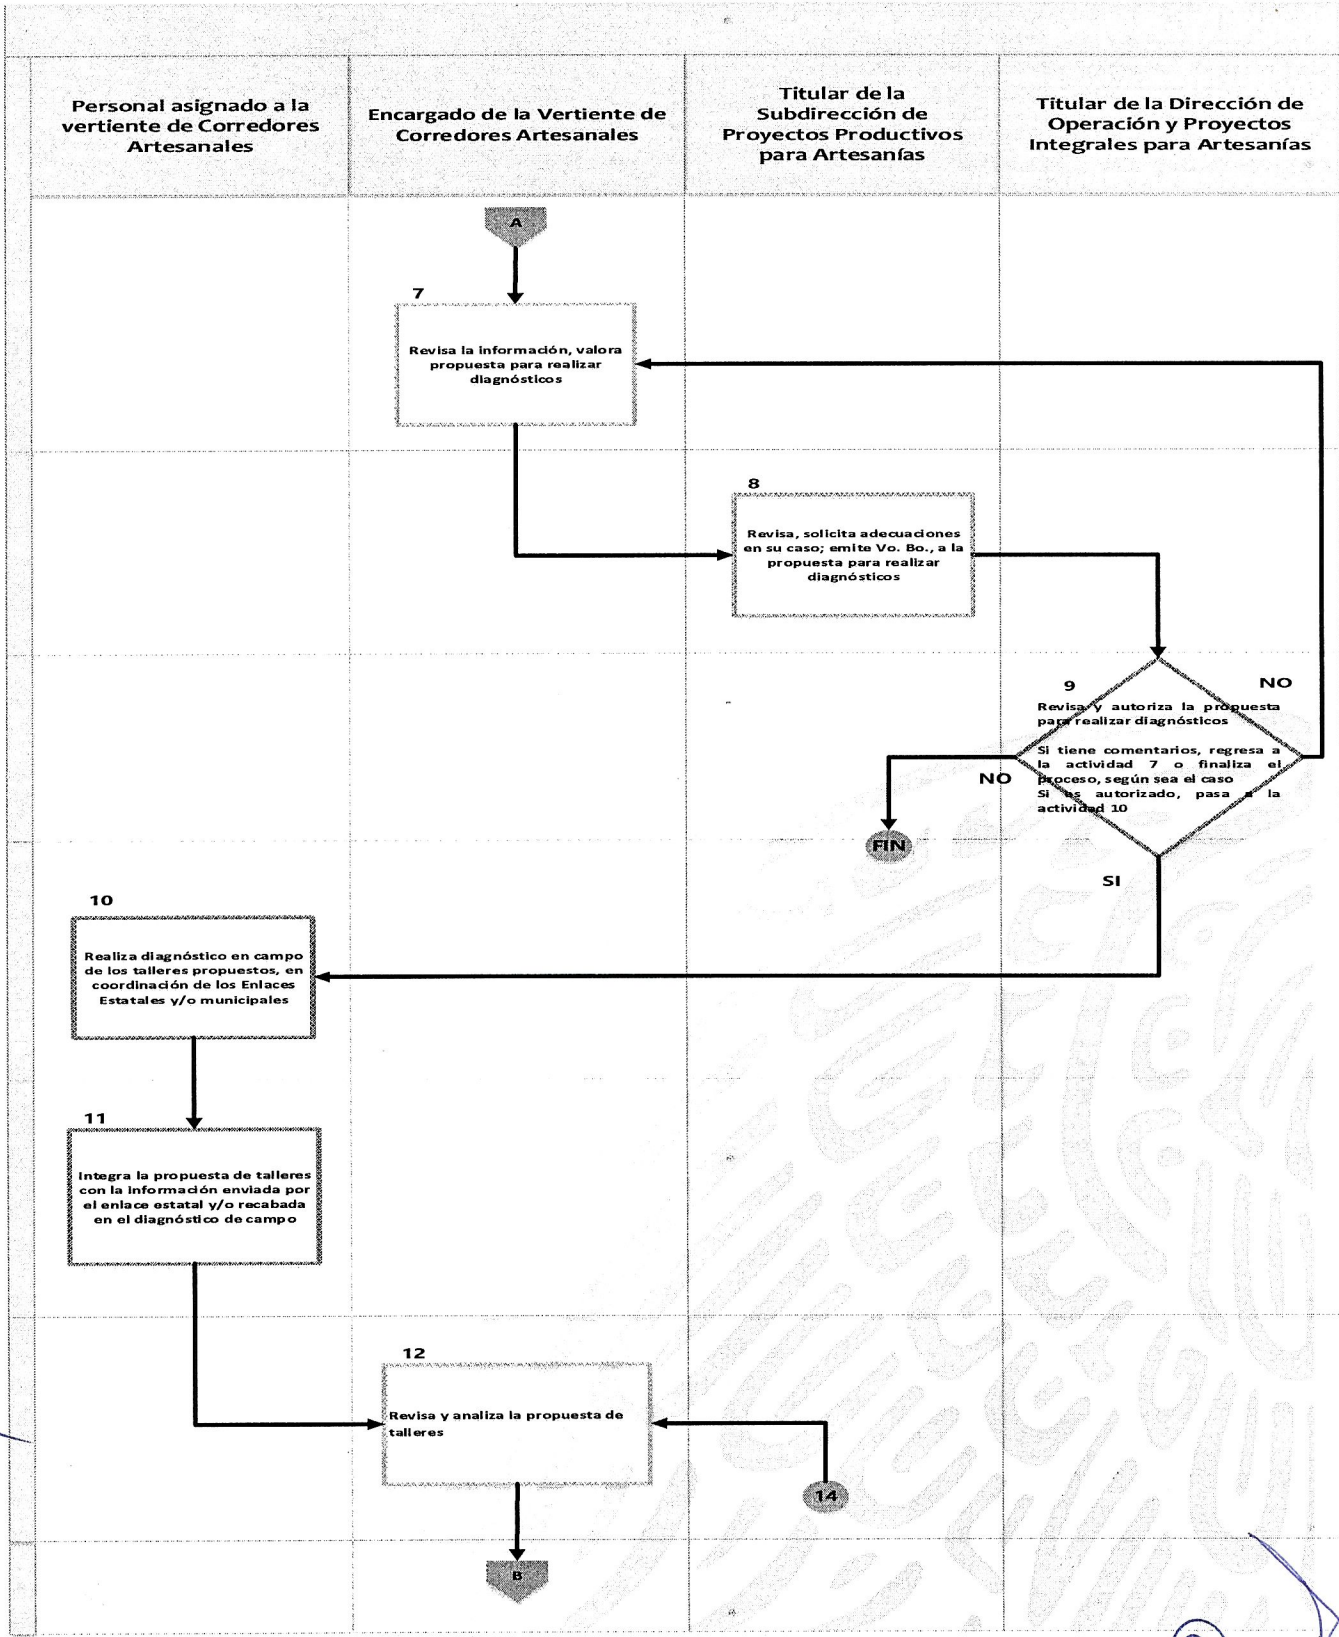 Personal asignado a la
vertiente de Corredores
Artesanales
Encargado de la Vertiente de
Corredores Artesanales
Titular de la
Subdirección de
Proyectos Productivos
para Artesanías
Titular de la Dirección de
Operación y Proyectos
Integrales para Artesanías
A
7
Revisa la información, valora
propuesta para realizar
diagnósticos
8
Revisa, solicita adecuaciones
en su caso; emite Vo. Bo., a la
propuesta para realizar
diagnósticos
9
NO
Revisa y autoriza la propuesta
para realizar diagnósticos
Si tiene comentarios, regresa a
la actividad 7 o finaliza el
proceso, según sea el caso
Si es autorizado, pasa a la
actividad 10
NO
FIN
SI
10
Realiza diagnóstico en campo
de los talleres propuestos, en
coordinación de los Enlaces
Estatales y/o municipales
11
Integra la propuesta de talleres
con la información enviada por
el enlace estatal y/o recabada
en el diagnóstico de campo
12
Revisa y analiza la propuesta de
talleres
14
B